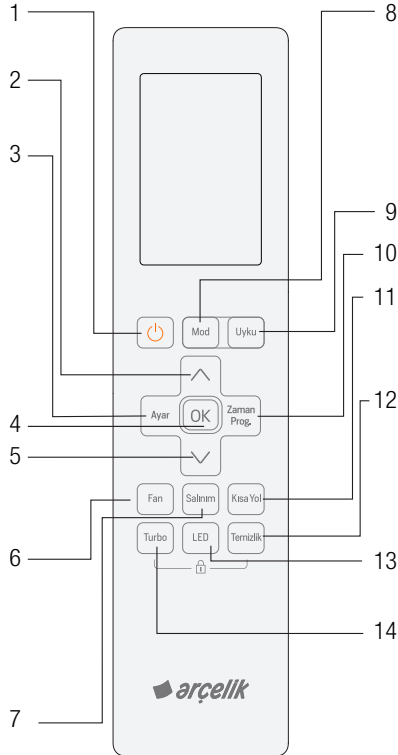 1
8
2
3
9
10
11
Mod
Uyku
Ayar
OK
Zaman
Prog.
4
12
5
Fan
Salınım
Kısa Yol
6
Turbo
LED
Temizlik
13
14
arçelik
7